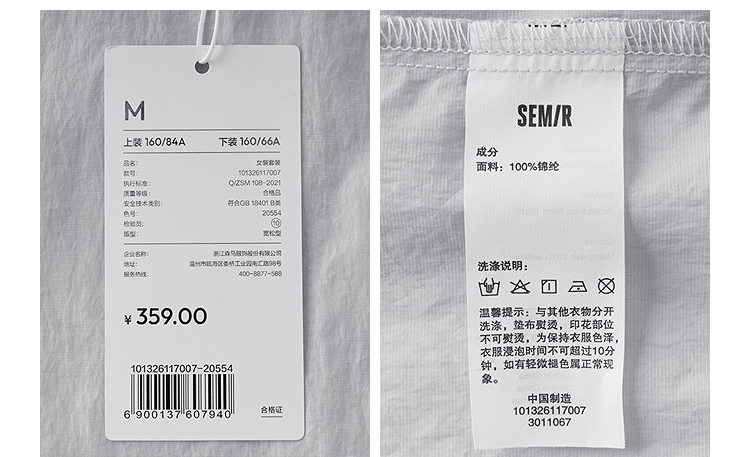 M
上装 160/84A 下装 160/66A
品名: 女装套装
款号: 101326117007
执行标准: Q/ZSM 108-2021
质量等级: 合格品
安全技术类别: 符合GB 18401 B类
色号: 20554
检验员: 10
版型: 宽松型
企业名称: 浙江森马服饰股份有限公司
地址: 温州市瓯海区娄桥工业园南汇路98号
服务热线: 400-8877-588
¥ 359.00
101326117007-20554
6 900137 607940
合格证
SEMIR
成分
面料: 100%锦纶
洗涤说明:
温馨提示: 与其他衣物分开
洗涤, 垫布熨烫, 印花部位
不可熨烫, 为保持衣服色泽,
衣服浸泡时间不可超过10分
钟, 如有轻微褪色属正常现
象。
中国制造
101326117007
3011067